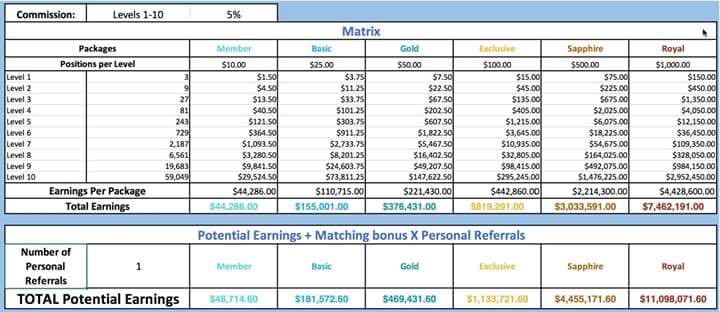 Commission: Levels 1-10 5%
Matrix
Packages Member Basic Gold Exclusive Sapphire Royal
Positions per Level $10.00 $25.00 $50.00 $100.00 $500.00 $1,000.00
Level 1 3 $1.50 $3.75 $7.50 $15.00 $75.00 $150.00
Level 2 9 $4.50 $11.25 $22.50 $45.00 $225.00 $450.00
Level 3 27 $13.50 $33.75 $67.50 $135.00 $675.00 $1,350.00
Level 4 81 $40.50 $101.25 $202.50 $405.00 $2,025.00 $4,050.00
Level 5 243 $121.50 $303.75 $607.50 $1,215.00 $6,075.00 $12,150.00
Level 6 729 $364.50 $911.25 $1,822.50 $3,645.00 $18,225.00 $36,450.00
Level 7 2,187 $1,093.50 $2,733.75 $5,467.50 $10,935.00 $54,675.00 $109,350.00
Level 8 6,561 $3,280.50 $8,201.25 $16,402.50 $32,805.00 $164,025.00 $328,050.00
Level 9 19,683 $9,841.50 $24,603.75 $49,207.50 $98,415.00 $492,075.00 $984,150.00
Level 10 59,049 $29,524.50 $73,811.25 $147,622.50 $295,245.00 $1,476,225.00 $2,952,450.00
Earnings Per Package $44,286.00 $110,715.00 $221,430.00 $442,860.00 $2,214,300.00 $4,428,600.00
Total Earnings $44,286.00 $155,001.00 $376,431.00 $819,291.00 $3,033,591.00 $7,462,191.00
Potential Earnings + Matching bonus X Personal Referrals
Number of
Personal 1 Member Basic Gold Exclusive Sapphire Royal
Referrals
TOTAL Potential Earnings $48,714.60 $181,572.60 $469,431.60 $1,133,721.60 $4,455,171.60 $11,098,071.60